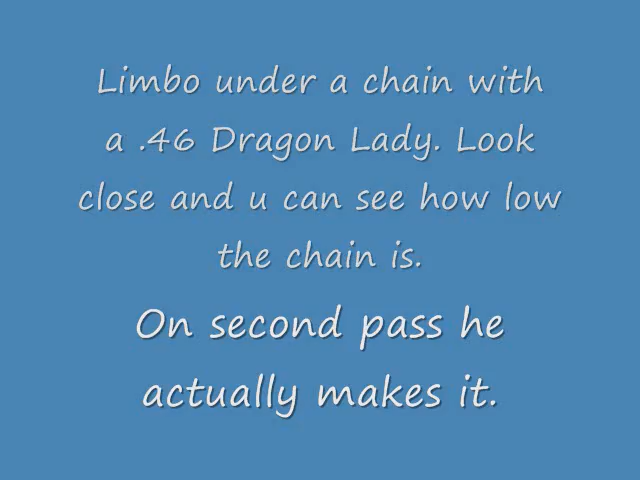 Limbo under a chain with
a .46 Dragon Lady. Look
close and u can see how low
the chain is.
On second pass he
actually makes it.